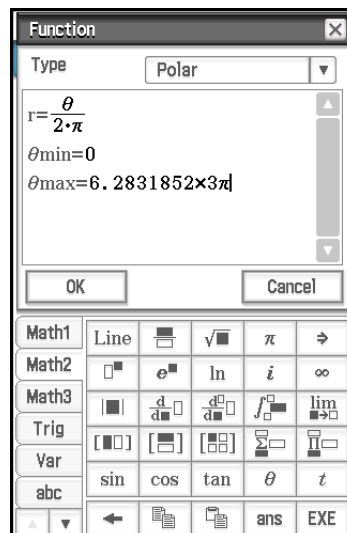 Function
Type Polar
r=θ/2·π
θmin=0
θmax=6.2831852×3π
OK Cancel
Math1 Line √■ π ⇒
Math2 □■ e■ ln i ∞
Math3 |■| d/d■□ d□/d■□□ ∫□□■ lim ■→□
Trig [■□] [■] [■□] Σ□ Π□
Var sin cos tan θ t
abc
ans EXE